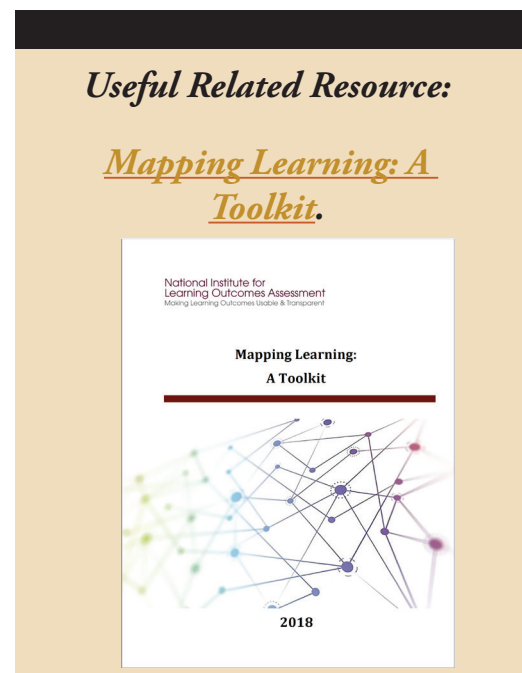 Useful Related Resource:
Mapping Learning: A
Toolkit.
National Institute for
Learning Outcomes Assessment
Making Learning Outcomes Usable & Transparent
Mapping Learning:
A Toolkit
2018